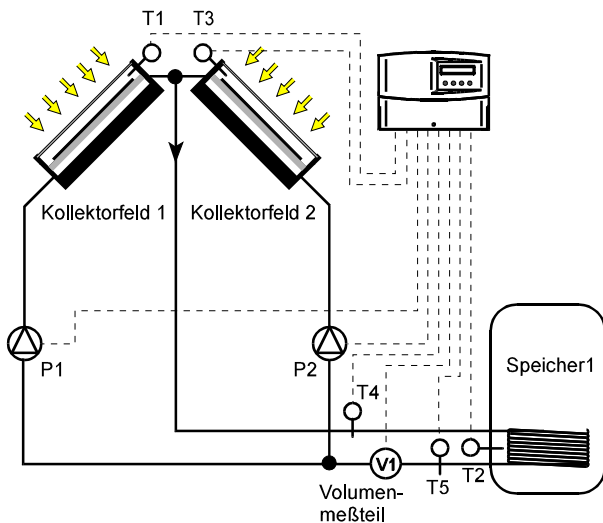 T1 T3
Kollektorfeld 1 Kollektorfeld 2
P1 P2
Speicher1
T4
V1
T5 T2
Volumen-
meßteil